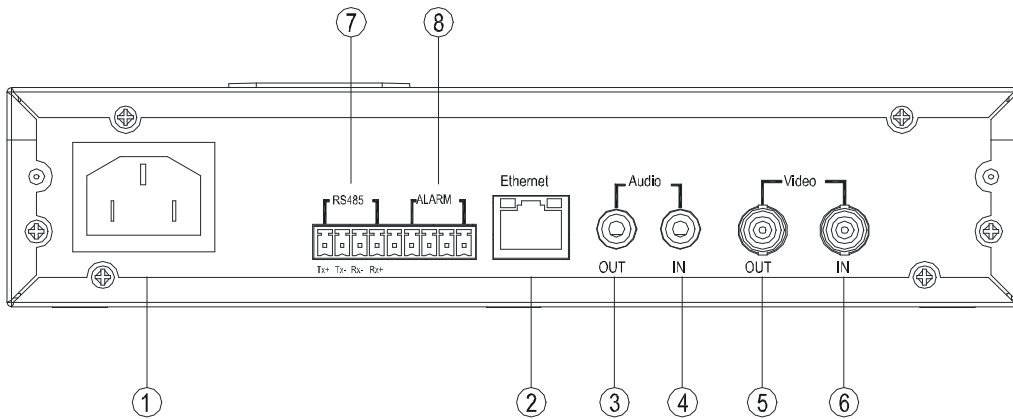 7 8
RS485 ALARM Ethernet Audio Video
Tx+ Tx- Rx- Rx+ OUT IN OUT IN
1 2 3 4 5 6